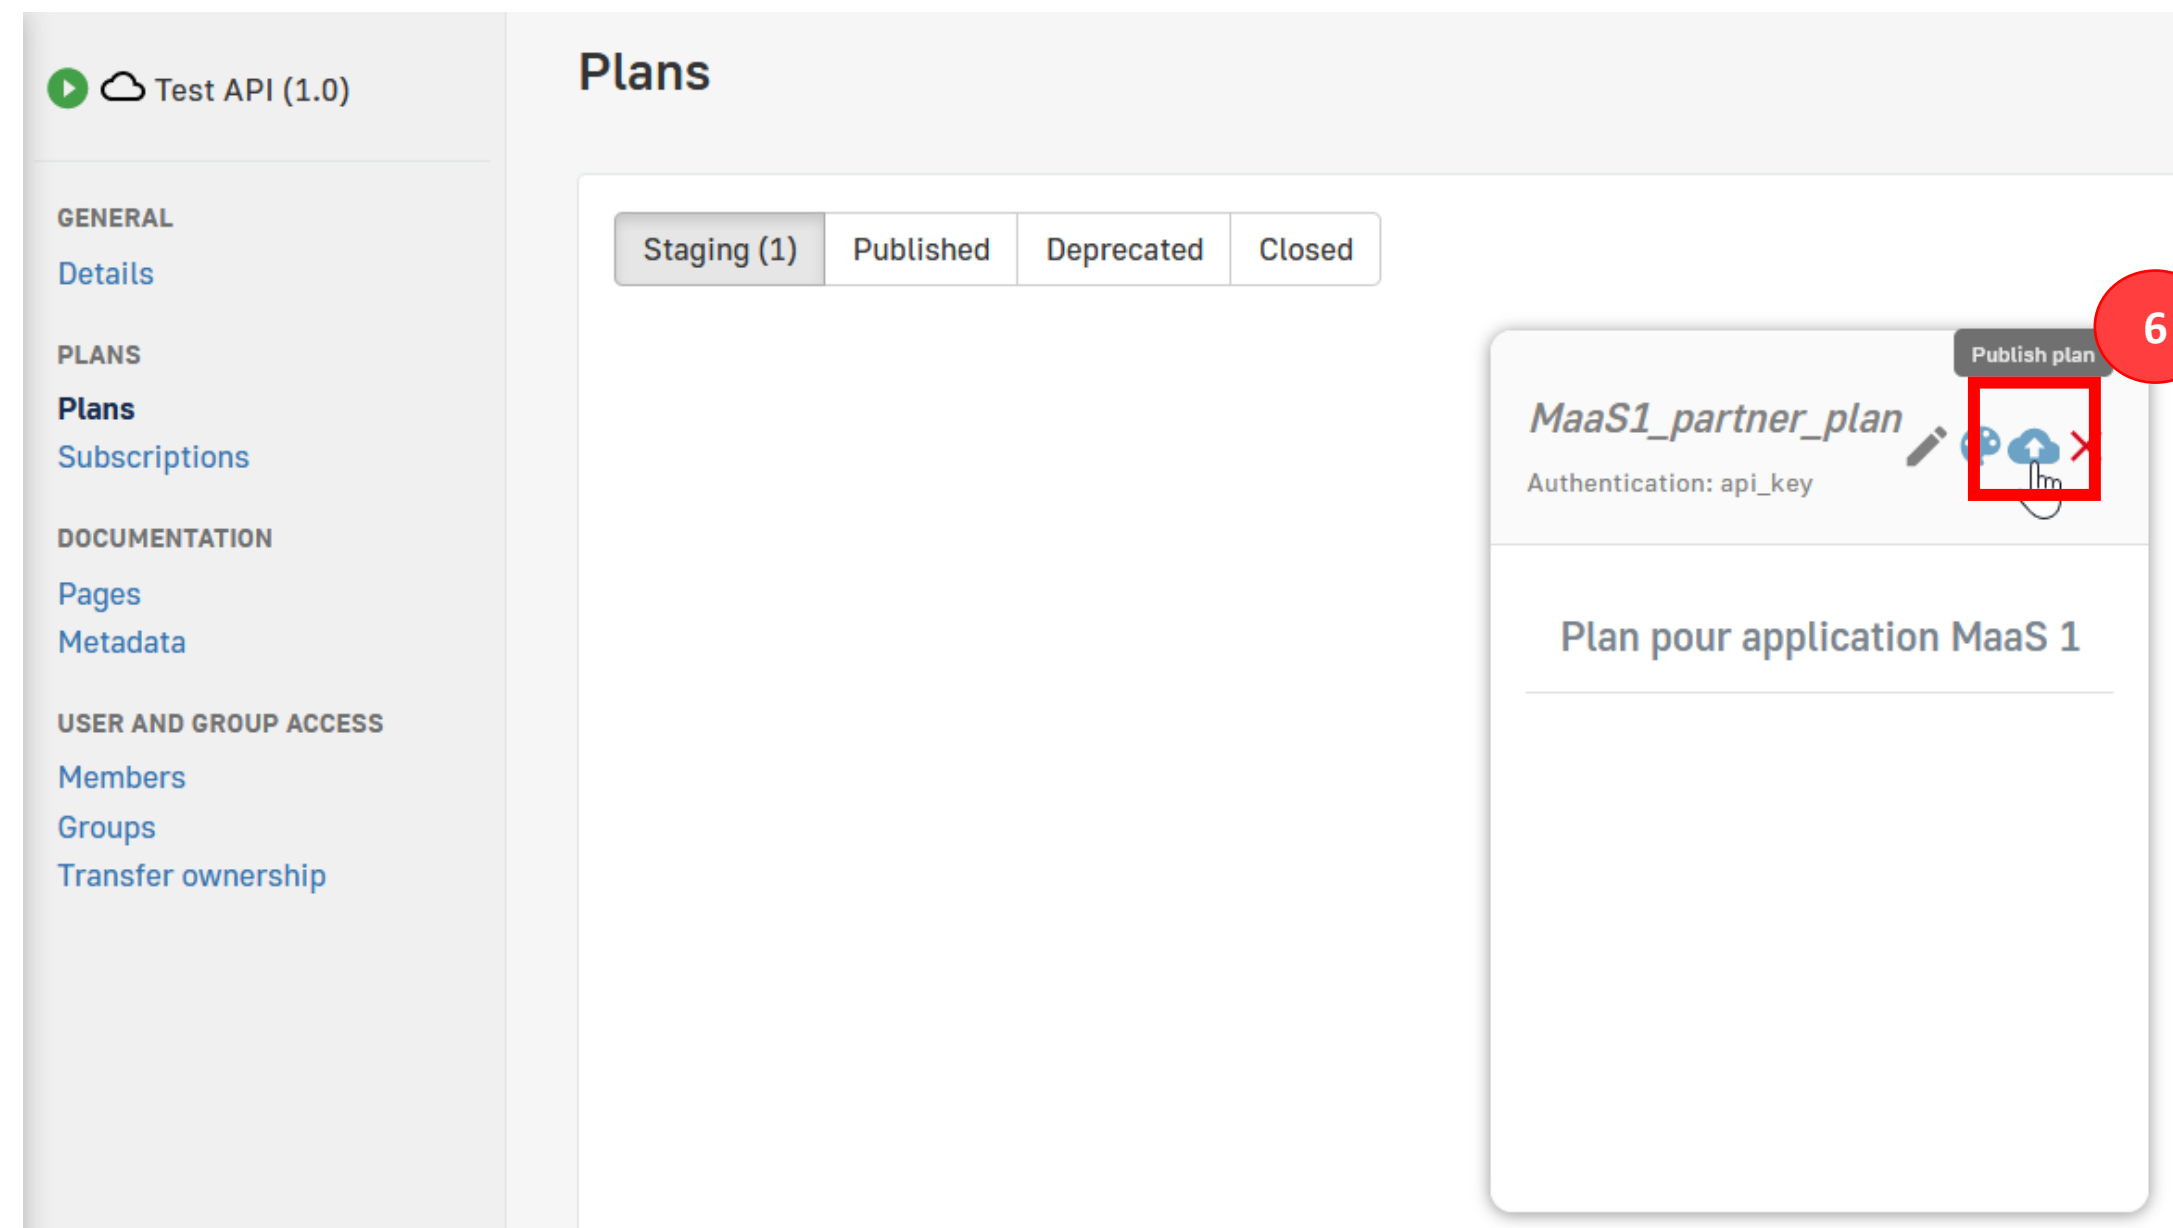 Test API (1.0)
GENERAL
Details
PLANS
Plans
Subscriptions
DOCUMENTATION
Pages
Metadata
USER AND GROUP ACCESS
Members
Groups
Transfer ownership
Plans
Staging (1) Published Deprecated Closed
6
Publish plan
MaaS1_partner_plan
Authentication: api_key
Plan pour application MaaS 1